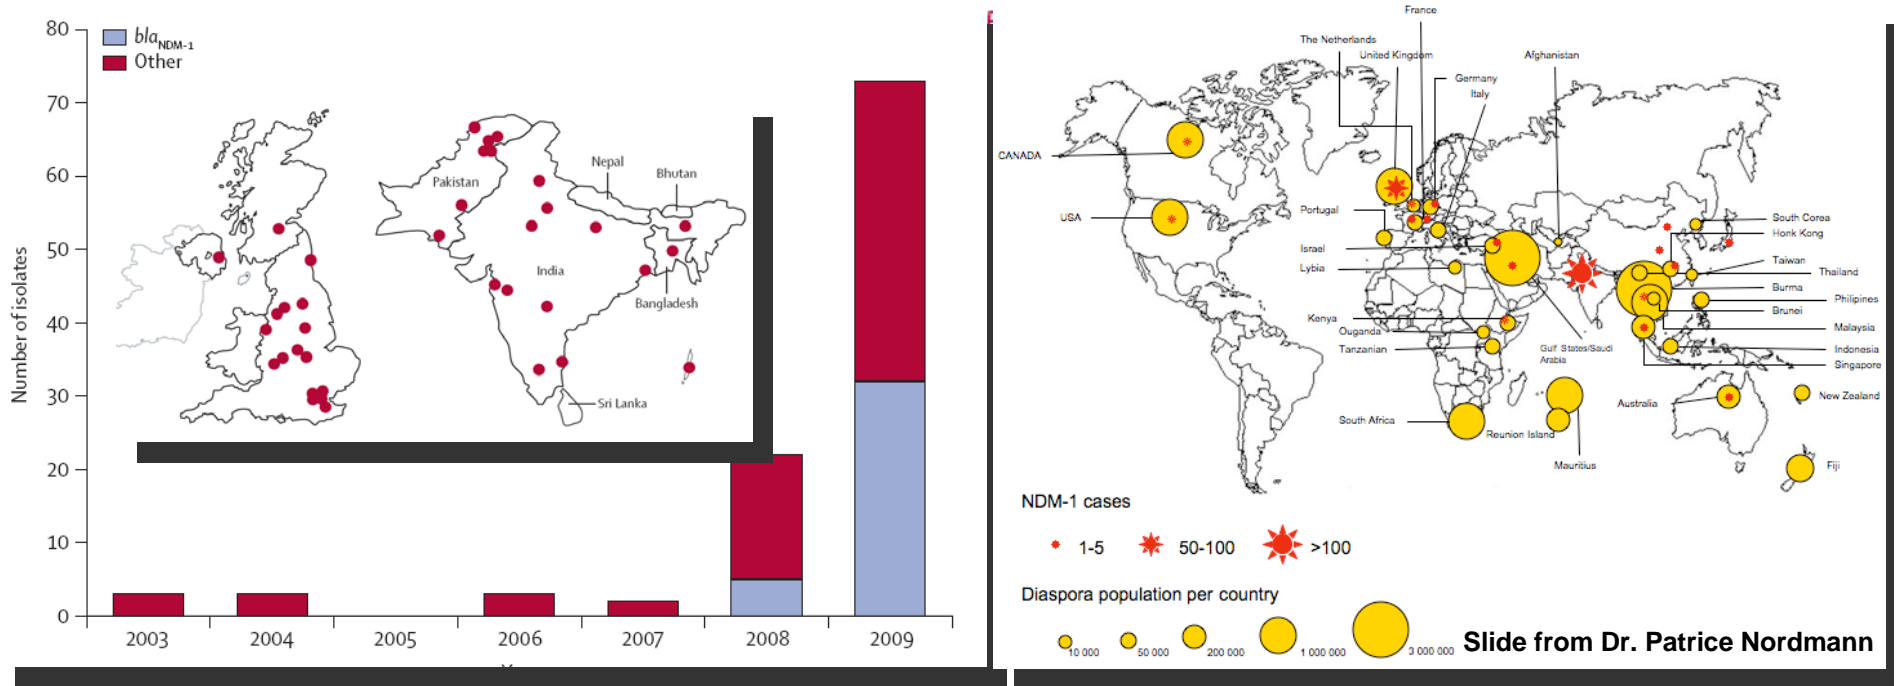 80
70
60
50
40
30
20
10
0
Number of isolates
bla NDM-1
Other
Pakistan
Nepal
Bhutan
India
Bangladesh
Sri Lanka
2003
2004
2005
2006
2007
2008
2009
France
The Netherlands
United Kingdom
Afghanistan
Germany
Italy
CANADA
USA
Portugal
Israel
Lybia
Kenya
Ouganda
Tanzanian
South Africa
Reunion Island
Mauritius
Gulf States/Saudi
Arabia
South Corea
Honk Kong
Taiwan
Thailand
Burma
Philipines
Brunei
Malaysia
Indonesia
Singapore
Australia
New Zealand
Fiji
NDM-1 cases
1-5
50-100
>100
Diaspora population per country
10 000
50 000
200 000
1 000 000
3 000 000
Slide from Dr. Patrice Nordmann